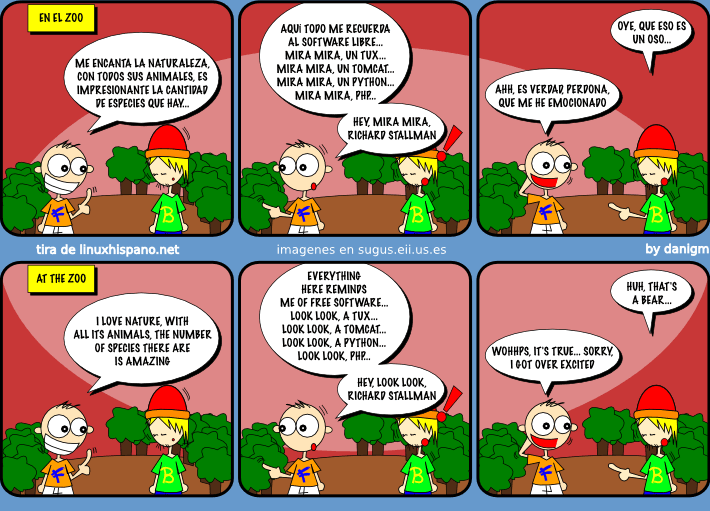 EN EL ZOO
ME ENCANTA LA NATURALEZA,
CON TODOS SUS ANIMALES, ES
IMPRESIONANTE LA CANTIDAD
DE ESPECIES QUE HAY...
AQUI TODO ME RECUERDA
AL SOFTWARE LIBRE...
MIRA MIRA, UN TUX...
MIRA MIRA, UN TOMCAT...
MIRA MIRA, UN PYTHON...
MIRA MIRA, PHP...
HEY, MIRA MIRA,
RICHARD STALLMAN
OYE, QUE ESO ES
UN OSO...
AHH, ES VERDAD, PERDONA,
QUE ME HE EMOCIONADO
F
B
F
B
F
B
tira de linuxhispano.net
imagenes en sugus.eii.us.es
by danigm
AT THE ZOO
I LOVE NATURE, WITH
ALL ITS ANIMALS, THE NUMBER
OF SPECIES THERE ARE
IS AMAZING
EVERYTHING
HERE REMINDS
ME OF FREE SOFTWARE...
LOOK LOOK, A TUX...
LOOK LOOK, A TOMCAT...
LOOK LOOK, A PYTHON...
LOOK LOOK, PHP...
HEY, LOOK LOOK,
RICHARD STALLMAN
HUH, THAT'S
A BEAR...
WOHHPS, IT'S TRUE... SORRY,
I GOT OVER EXCITED
F
B
F
B
F
B